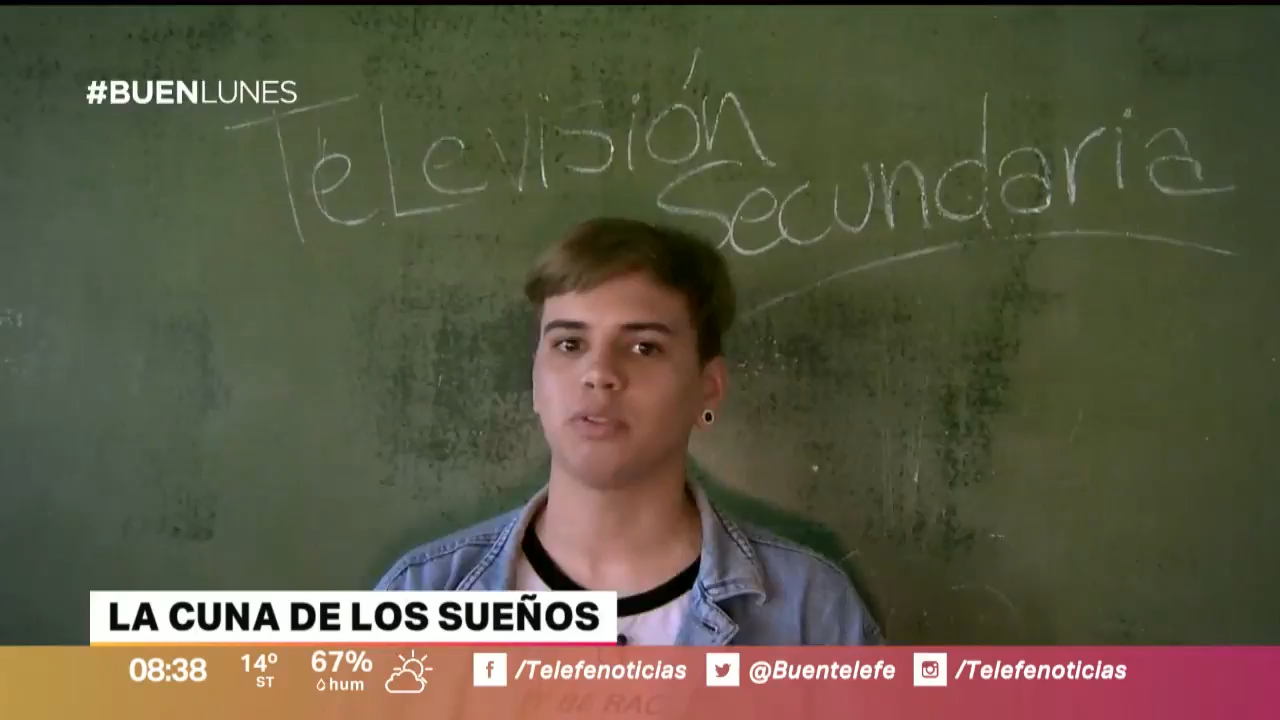 #BUENLUNES
TeLevisión
Secundaria
LA CUNA DE LOS SUEÑOS
08:38
14º
ST
67%
hum
/Telefenoticias
@Buentelefe
/Telefenoticias